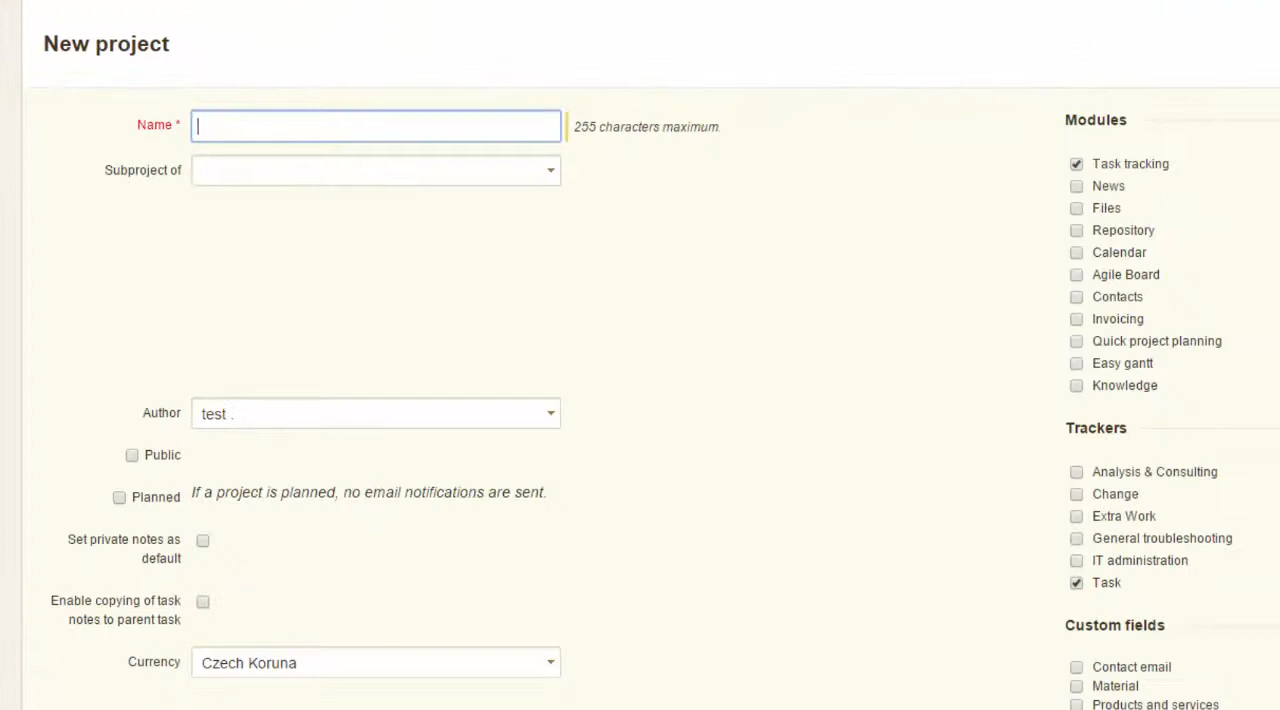 New project
Name *
255 characters maximum.
Subproject of
Author
test .
Public
Planned
If a project is planned, no email notifications are sent.
Set private notes as
default
Enable copying of task
notes to parent task
Currency
Czech Koruna
Modules
Task tracking
News
Files
Repository
Calendar
Agile Board
Contacts
Invoicing
Quick project planning
Easy gantt
Knowledge
Trackers
Analysis & Consulting
Change
Extra Work
General troubleshooting
IT administration
Task
Custom fields
Contact email
Material
Products and services